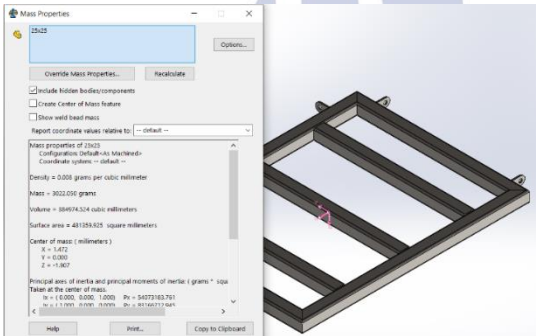 Mass Properties
25x25
Options...
Override Mass Properties...
Recalculate
Include hidden bodies/components
Create Center of Mass feature
Show weld bead mass
Report coordinate values relative to:
-- default --
Mass properties of 25x25
Configuration: Default<As Machined>
Coordinate system: -- default --
Density = 0.008 grams per cubic millimeter
Mass = 3022.050 grams
Volume = 384974.524 cubic millimeters
Surface area = 481359.925 square millimeters
Center of mass: ( millimeters )
X = 1.472
Y = 0.000
Z = -1.907
Principal axes of inertia and principal moments of inertia: ( grams * squ
Taken at the center of mass.
Ix = ( 0.000, 0.000, 1.000) Px = 54073183.761
Help
Print...
Copy to Clipboard